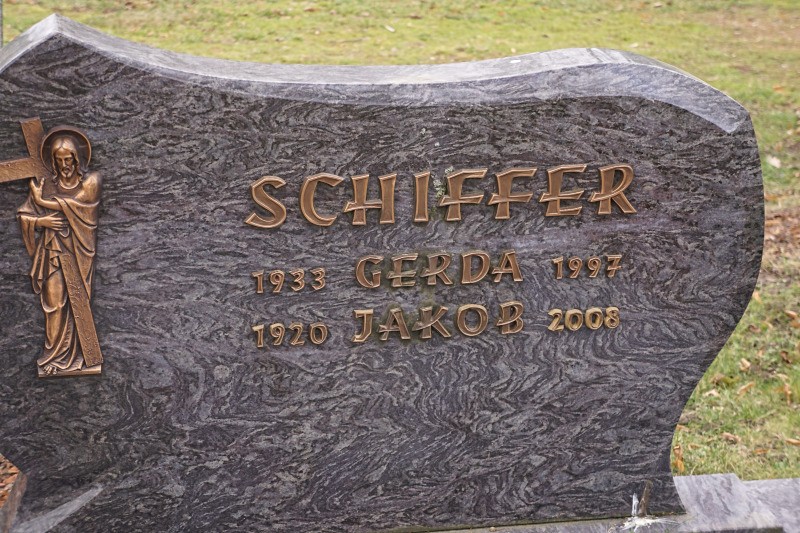 SCHIFFER
1933 GERDA 1997
1920 JAKOB 2008